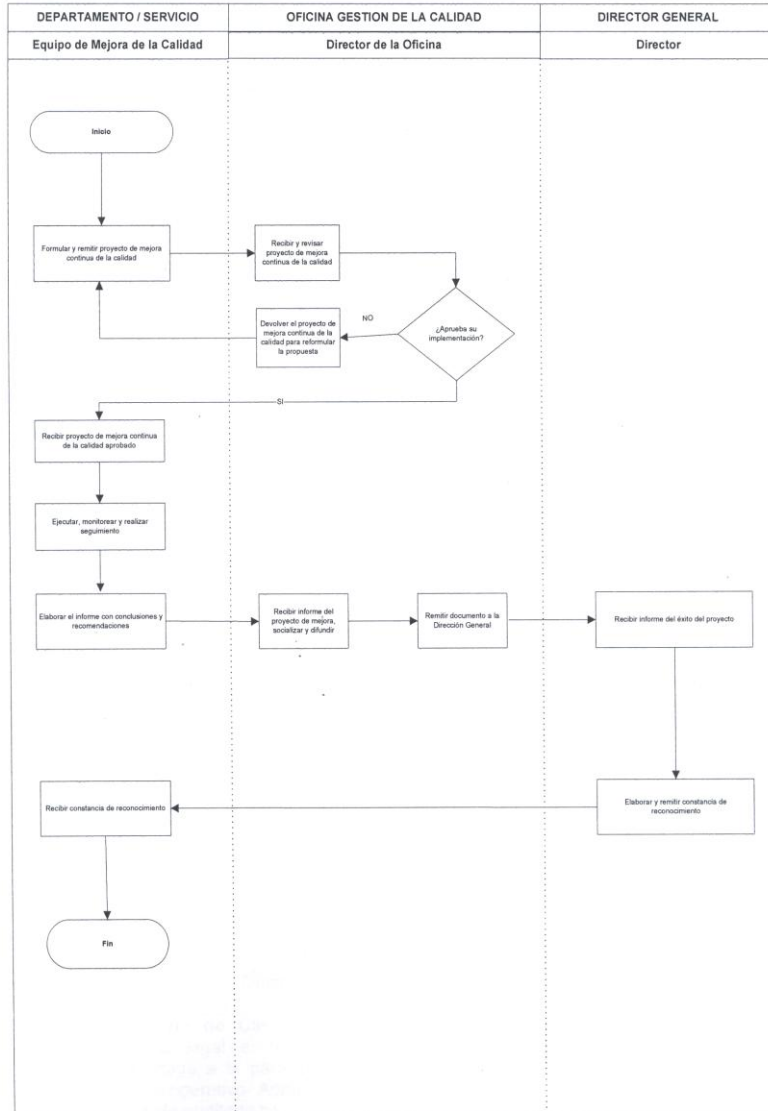 DEPARTAMENTO / SERVICIO
OFICINA GESTION DE LA CALIDAD
DIRECTOR GENERAL
Equipo de Mejora de la Calidad
Director de la Oficina
Director
Inicio
Formular y remitir proyecto de mejora
continua de la calidad
Recibir y revisar
proyecto de mejora
continua de la calidad
¿Aprueba su
implementación?
NO
Devolver el proyecto de
mejora continua de la
calidad para reformular
la propuesta
SI
Recibir proyecto de mejora continua
de la calidad aprobado
Ejecutar, monitorear y realizar
seguimiento
Elaborar el informe con conclusiones y
recomendaciones
Recibir informe del
proyecto de mejora,
socializar y difundir
Remitir documento a la
Dirección General
Recibir informe del éxito del proyecto
Elaborar y remitir constancia de
reconocimiento
Recibir constancia de reconocimiento
Fin